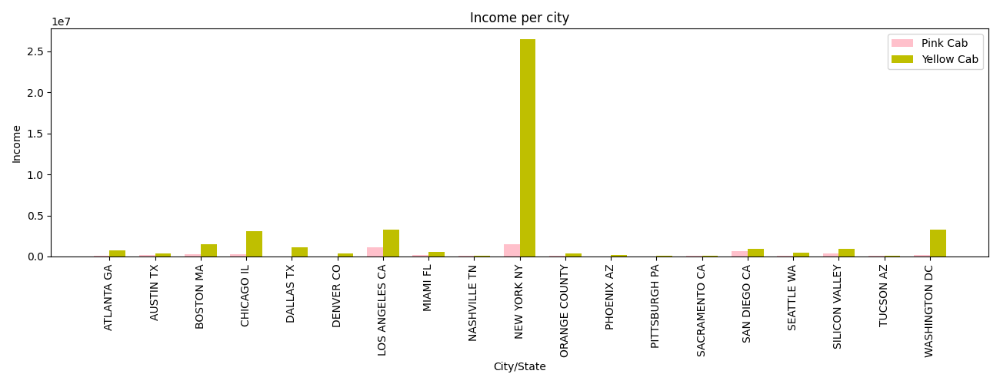 Income per city
1e7
Pink Cab
Yellow Cab
2.5
2.0
1.5
1.0
0.5
0.0
Income
ATLANTA GA
AUSTIN TX
BOSTON MA
CHICAGO IL
DALLAS TX
DENVER CO
LOS ANGELES CA
MIAMI FL
NASHVILLE TN
NEW YORK NY
ORANGE COUNTY
PHOENIX AZ
PITTSBURGH PA
SACRAMENTO CA
SAN DIEGO CA
SEATTLE WA
SILICON VALLEY
TUCSON AZ
WASHINGTON DC
City/State